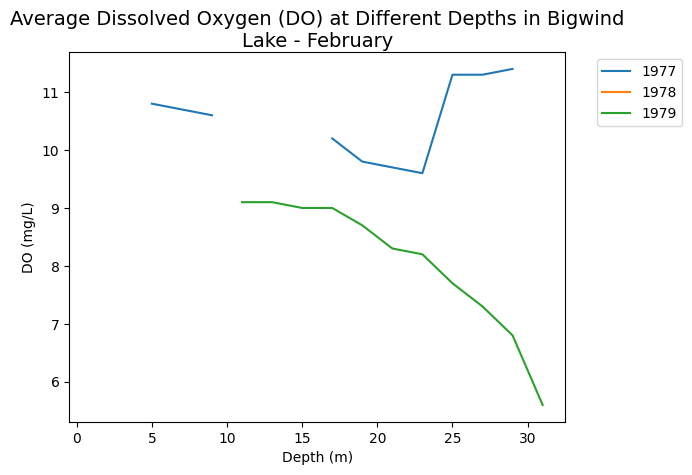 Average Dissolved Oxygen (DO) at Different Depths in Bigwind
Lake - February
1977
1978
1979
11
10
9
8
7
6
DO (mg/L)
0 5 10 15 20 25 30
Depth (m)